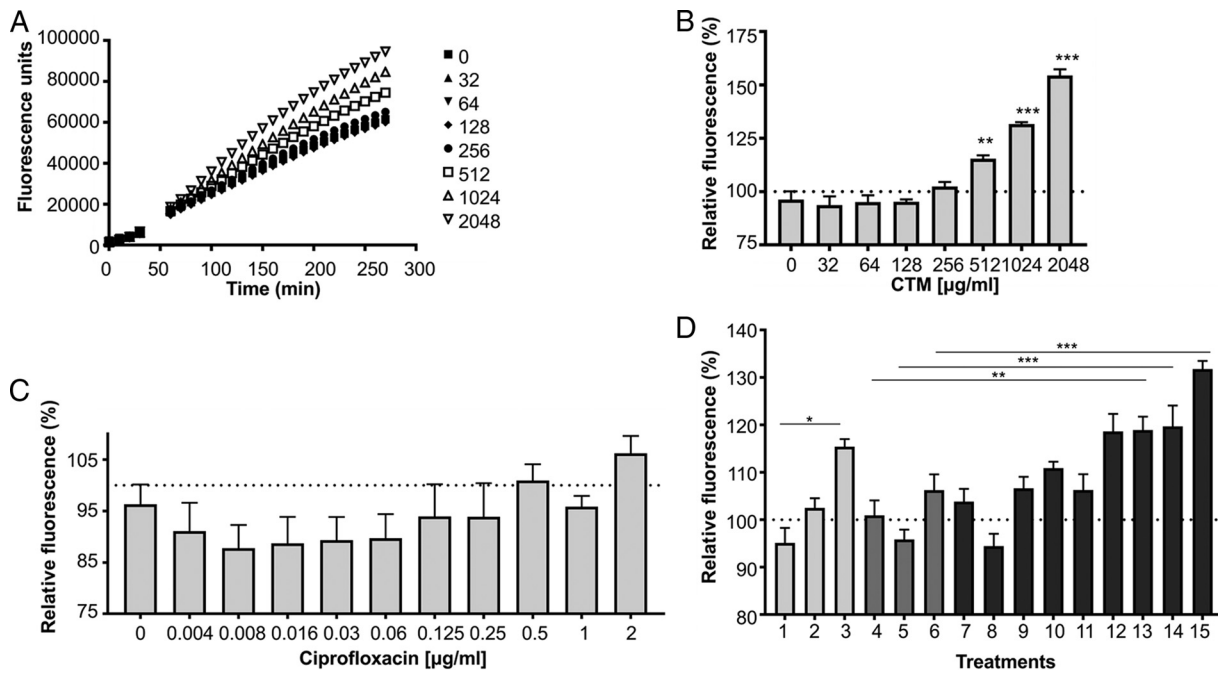 A
Fluorescence units
100000
80000
60000
40000
20000
0
0 50 100 150 200 250 300
Time (min)
0
32
64
128
256
512
1024
2048
B
Relative fluorescence (%)
175
150
125
100
75
** *** ***
0 32 64 128 256 512 1024 2048
CTM [µg/ml]
C
Relative fluorescence (%)
105
95
85
75
0 0.004 0.008 0.016 0.03 0.06 0.125 0.25 0.5 1 2
Ciprofloxacin [µg/ml]
D
Relative fluorescence (%)
140
130
120
110
100
90
80
***
***
**
*
1 2 3 4 5 6 7 8 9 10 11 12 13 14 15
Treatments